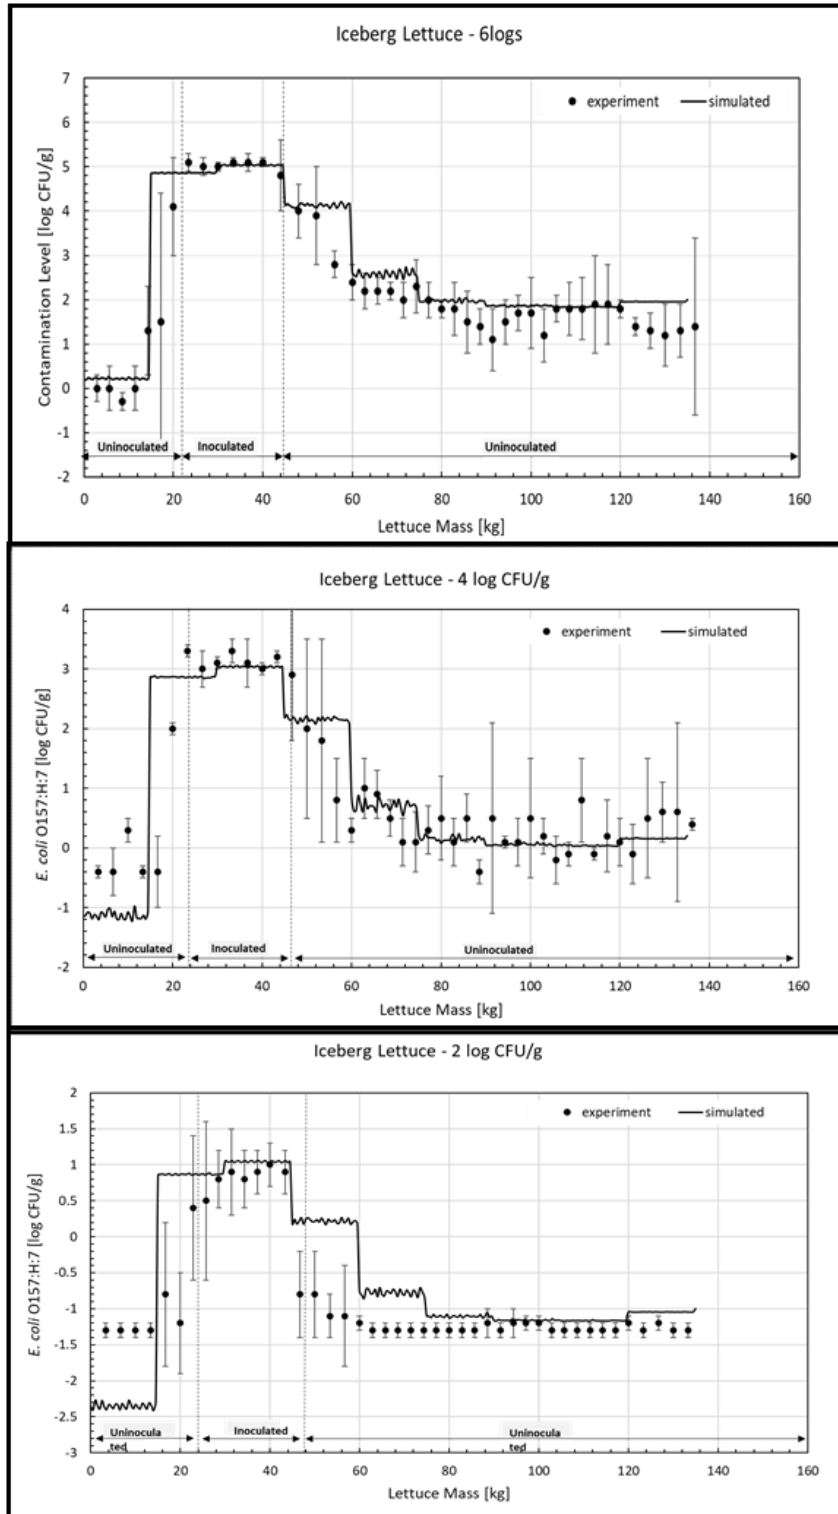 Iceberg Lettuce - 6logs
experiment
simulated
Contamination Level [log CFU/g]
7
6
5
4
3
2
1
0
-1
-2
Uninoculated
Inoculated
Uninoculated
0 20 40 60 80 100 120 140 160
Lettuce Mass [kg]
Iceberg Lettuce - 4 log CFU/g
experiment
simulated
E. coli O157:H:7 [log CFU/g]
4
3
2
1
0
-1
-2
Uninoculated
Inoculated
Uninoculated
0 20 40 60 80 100 120 140 160
Lettuce Mass [kg]
Iceberg Lettuce - 2 log CFU/g
experiment
simulated
E. coli O157:H:7 [log CFU/g]
2
1.5
1
0.5
0
-0.5
-1
-1.5
-2
-2.5
-3
Uninocula
ted
Inoculated
Uninocula
ted
0 20 40 60 80 100 120 140 160
Lettuce Mass [kg]